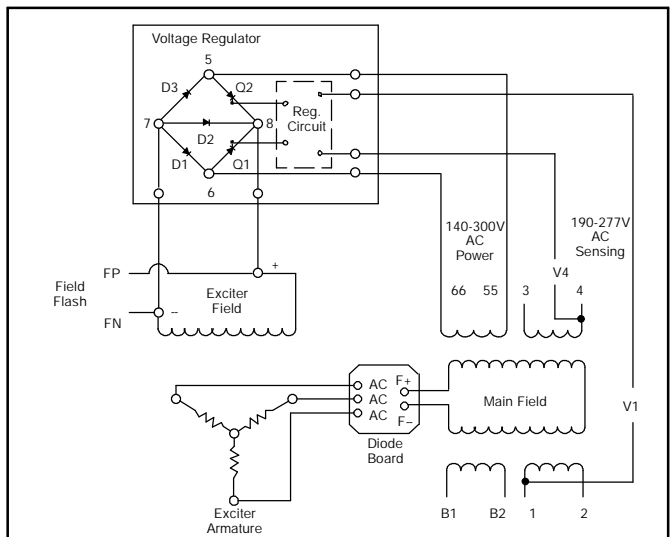 Voltage Regulator
5
D3
Q2
Reg.
Circuit
7
D2
8
D1
Q1
6
140-300V
AC
Power
190-277V
AC
Sensing
V4
66
55
3
4
FP
+
Field
Flash
Exciter
Field
FN
--
AC
F+
AC
AC
F–
Diode
Board
Main Field
V1
B1
B2
1
2
Exciter
Armature